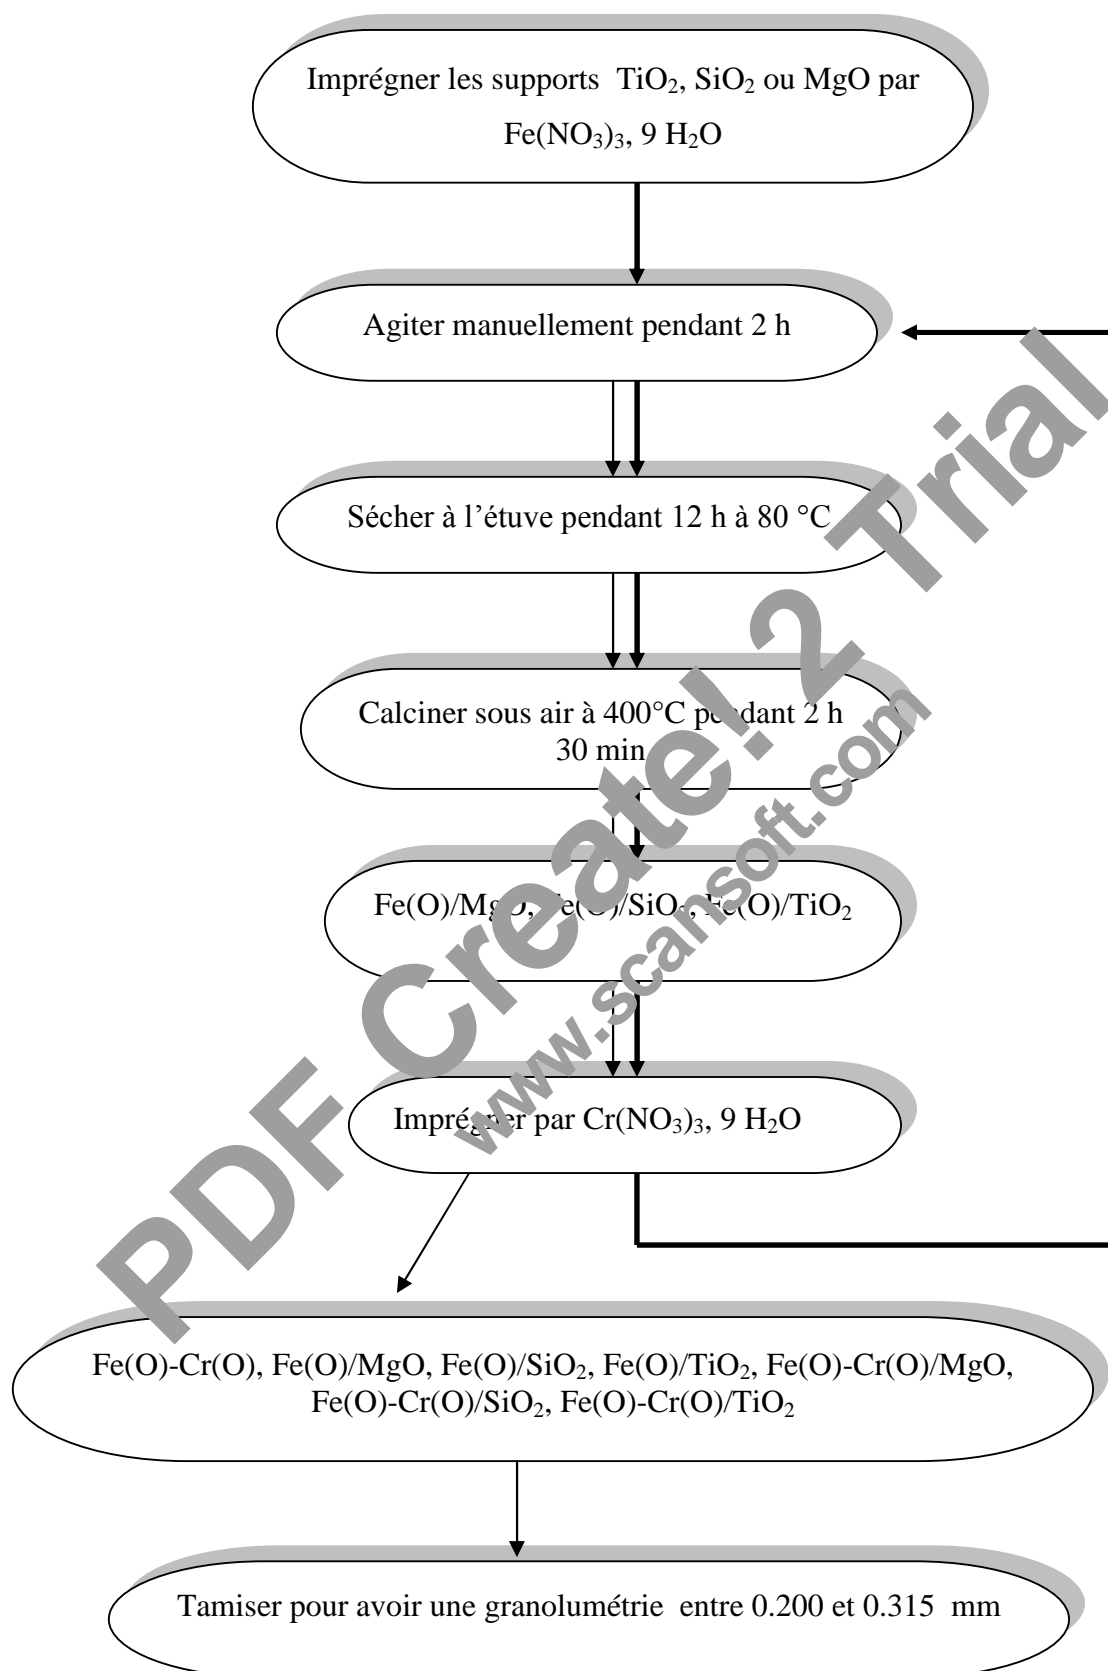 Imprégner les supports TiO₂, SiO₂ ou MgO par
Fe(NO₃)₃, 9 H₂O
Agiter manuellement pendant 2 h
Sécher à l’étuve pendant 12 h à 80 °C
Calciner sous air à 400°C pendant 2 h
30 min
Fe(O)/MgO, Fe(O)/SiO₂, Fe(O)/TiO₂
Imprégner par Cr(NO₃)₃, 9 H₂O
Fe(O)-Cr(O), Fe(O)/MgO, Fe(O)/SiO₂, Fe(O)/TiO₂, Fe(O)-Cr(O)/MgO,
Fe(O)-Cr(O)/SiO₂, Fe(O)-Cr(O)/TiO₂
Tamiser pour avoir une granolumétrie entre 0.200 et 0.315 mm
PDF Create! 2 Trial
www.scansoft.com